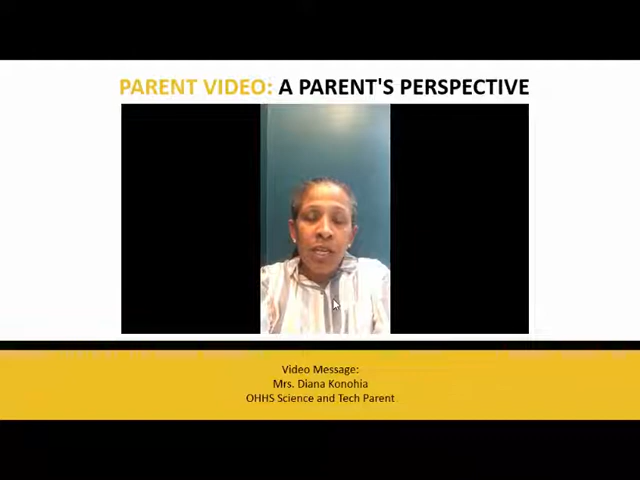 PARENT VIDEO: A PARENT'S PERSPECTIVE
Video Message:
Mrs. Diana Konohia
OHHS Science and Tech Parent